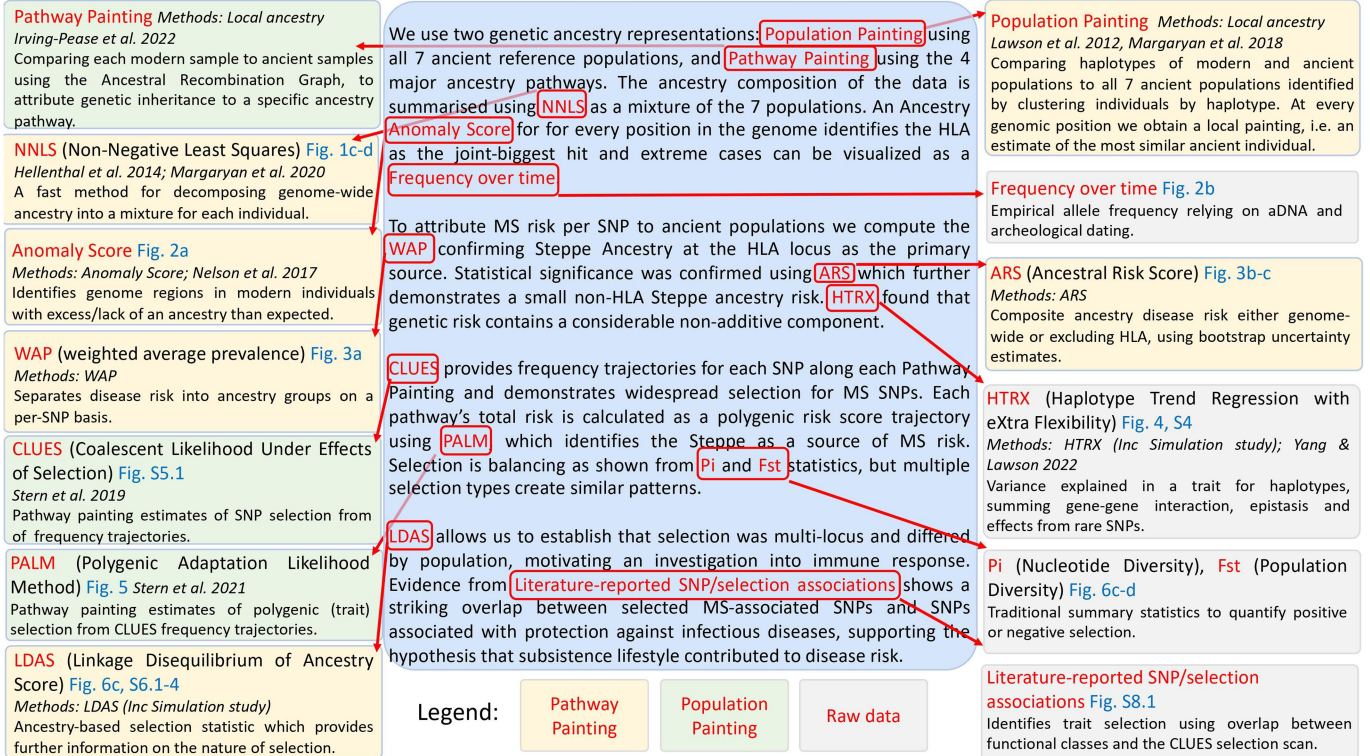 Pathway Painting Methods: Local ancestry
Irving-Pease et al. 2022
Comparing each modern sample to ancient samples
using the Ancestral Recombination Graph, to
attribute genetic inheritance to a specific ancestry
pathway.
NNLS (Non-Negative Least Squares) Fig. 1c-d
Hellenthal et al. 2014; Margaryan et al. 2020
A fast method for decomposing genome-wide
ancestry into a mixture for each individual.
Anomaly Score Fig. 2a
Methods: Anomaly Score; Nelson et al. 2017
Identifies genome regions in modern individuals
with excess/lack of an ancestry than expected.
WAP (weighted average prevalence) Fig. 3a
Methods: WAP
Separates disease risk into ancestry groups on a
per-SNP basis.
CLUES (Coalescent Likelihood Under Effects
of Selection) Fig. S5.1
Stern et al. 2019
Pathway painting estimates of SNP selection from
of frequency trajectories.
PALM (Polygenic Adaptation Likelihood
Method) Fig. 5 Stern et al. 2021
Pathway painting estimates of polygenic (trait)
selection from CLUES frequency trajectories.
LDAS (Linkage Disequilibrium of Ancestry
Score) Fig. 6c, S6.1-4
Methods: LDAS (Inc Simulation study)
Ancestry-based selection statistic which provides
further information on the nature of selection.
We use two genetic ancestry representations: Population Painting using
all 7 ancient reference populations, and Pathway Painting using the 4
major ancestry pathways. The ancestry composition of the data is
summarised using NNLS as a mixture of the 7 populations. An Ancestry
Anomaly Score for for every position in the genome identifies the HLA
as the joint-biggest hit and extreme cases can be visualized as a
Frequency over time
To attribute MS risk per SNP to ancient populations we compute the
WAP confirming Steppe Ancestry at the HLA locus as the primary
source. Statistical significance was confirmed using ARS which further
demonstrates a small non-HLA Steppe ancestry risk. HTRX found that
genetic risk contains a considerable non-additive component.
CLUES provides frequency trajectories for each SNP along each Pathway
Painting and demonstrates widespread selection for MS SNPs. Each
pathway's total risk is calculated as a polygenic risk score trajectory
using PALM which identifies the Steppe as a source of MS risk.
Selection is balancing as shown from Pi and Fst statistics, but multiple
selection types create similar patterns.
LDAS allows us to establish that selection was multi-locus and differed
by population, motivating an investigation into immune response.
Evidence from Literature-reported SNP/selection associations shows a
striking overlap between selected MS-associated SNPs and SNPs
associated with protection against infectious diseases, supporting the
hypothesis that subsistence lifestyle contributed to disease risk.
Legend:
Pathway
Painting
Population
Painting
Raw data
Population Painting Methods: Local ancestry
Lawson et al. 2012, Margaryan et al. 2018
Comparing haplotypes of modern and ancient
populations to all 7 ancient populations identified
by clustering individuals by haplotype. At every
genomic position we obtain a local painting, i.e. an
estimate of the most similar ancient individual.
Frequency over time Fig. 2b
Empirical allele frequency relying on aDNA and
archeological dating.
ARS (Ancestral Risk Score) Fig. 3b-c
Methods: ARS
Composite ancestry disease risk either genome-
wide or excluding HLA, using bootstrap uncertainty
estimates.
HTRX (Haplotype Trend Regression with
eXtra Flexibility) Fig. 4, S4
Methods: HTRX (Inc Simulation study); Yang &
Lawson 2022
Variance explained in a trait for haplotypes,
summing gene-gene interaction, epistasis and
effects from rare SNPs.
Pi (Nucleotide Diversity), Fst (Population
Diversity) Fig. 6c-d
Traditional summary statistics to quantify positive
or negative selection.
Literature-reported SNP/selection
associations Fig. S8.1
Identifies trait selection using overlap between
functional classes and the CLUES selection scan.